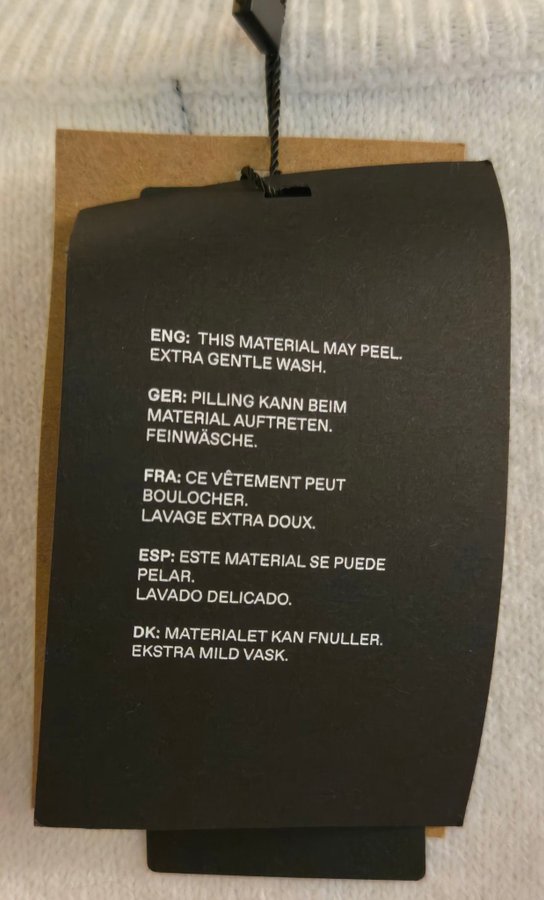 ENG: THIS MATERIAL MAY PEEL.
EXTRA GENTLE WASH.
GER: PILLING KANN BEIM
MATERIAL AUFTRETEN.
FEINWÄSCHE.
FRA: CE VÊTEMENT PEUT
BOULOCHER.
LAVAGE EXTRA DOUX.
ESP: ESTE MATERIAL SE PUEDE
PELAR.
LAVADO DELICADO.
DK: MATERIALET KAN FNULLER.
EKSTRA MILD VASK.